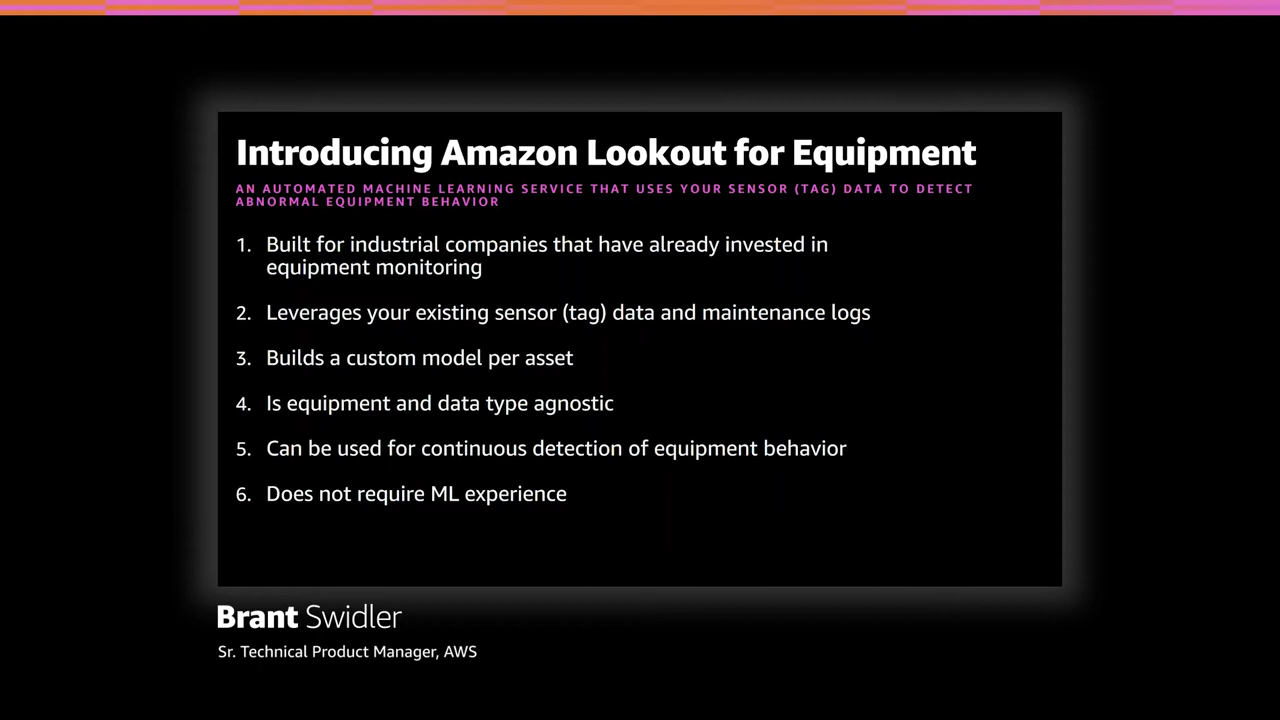 Introducing Amazon Lookout for Equipment
AN AUTOMATED MACHINE LEARNING SERVICE THAT USES YOUR SENSOR (TAG) DATA TO DETECT
ABNORMAL EQUIPMENT BEHAVIOR
1. Built for industrial companies that have already invested in
equipment monitoring
2. Leverages your existing sensor (tag) data and maintenance logs
3. Builds a custom model per asset
4. Is equipment and data type agnostic
5. Can be used for continuous detection of equipment behavior
6. Does not require ML experience
Brant Swidler
Sr. Technical Product Manager, AWS